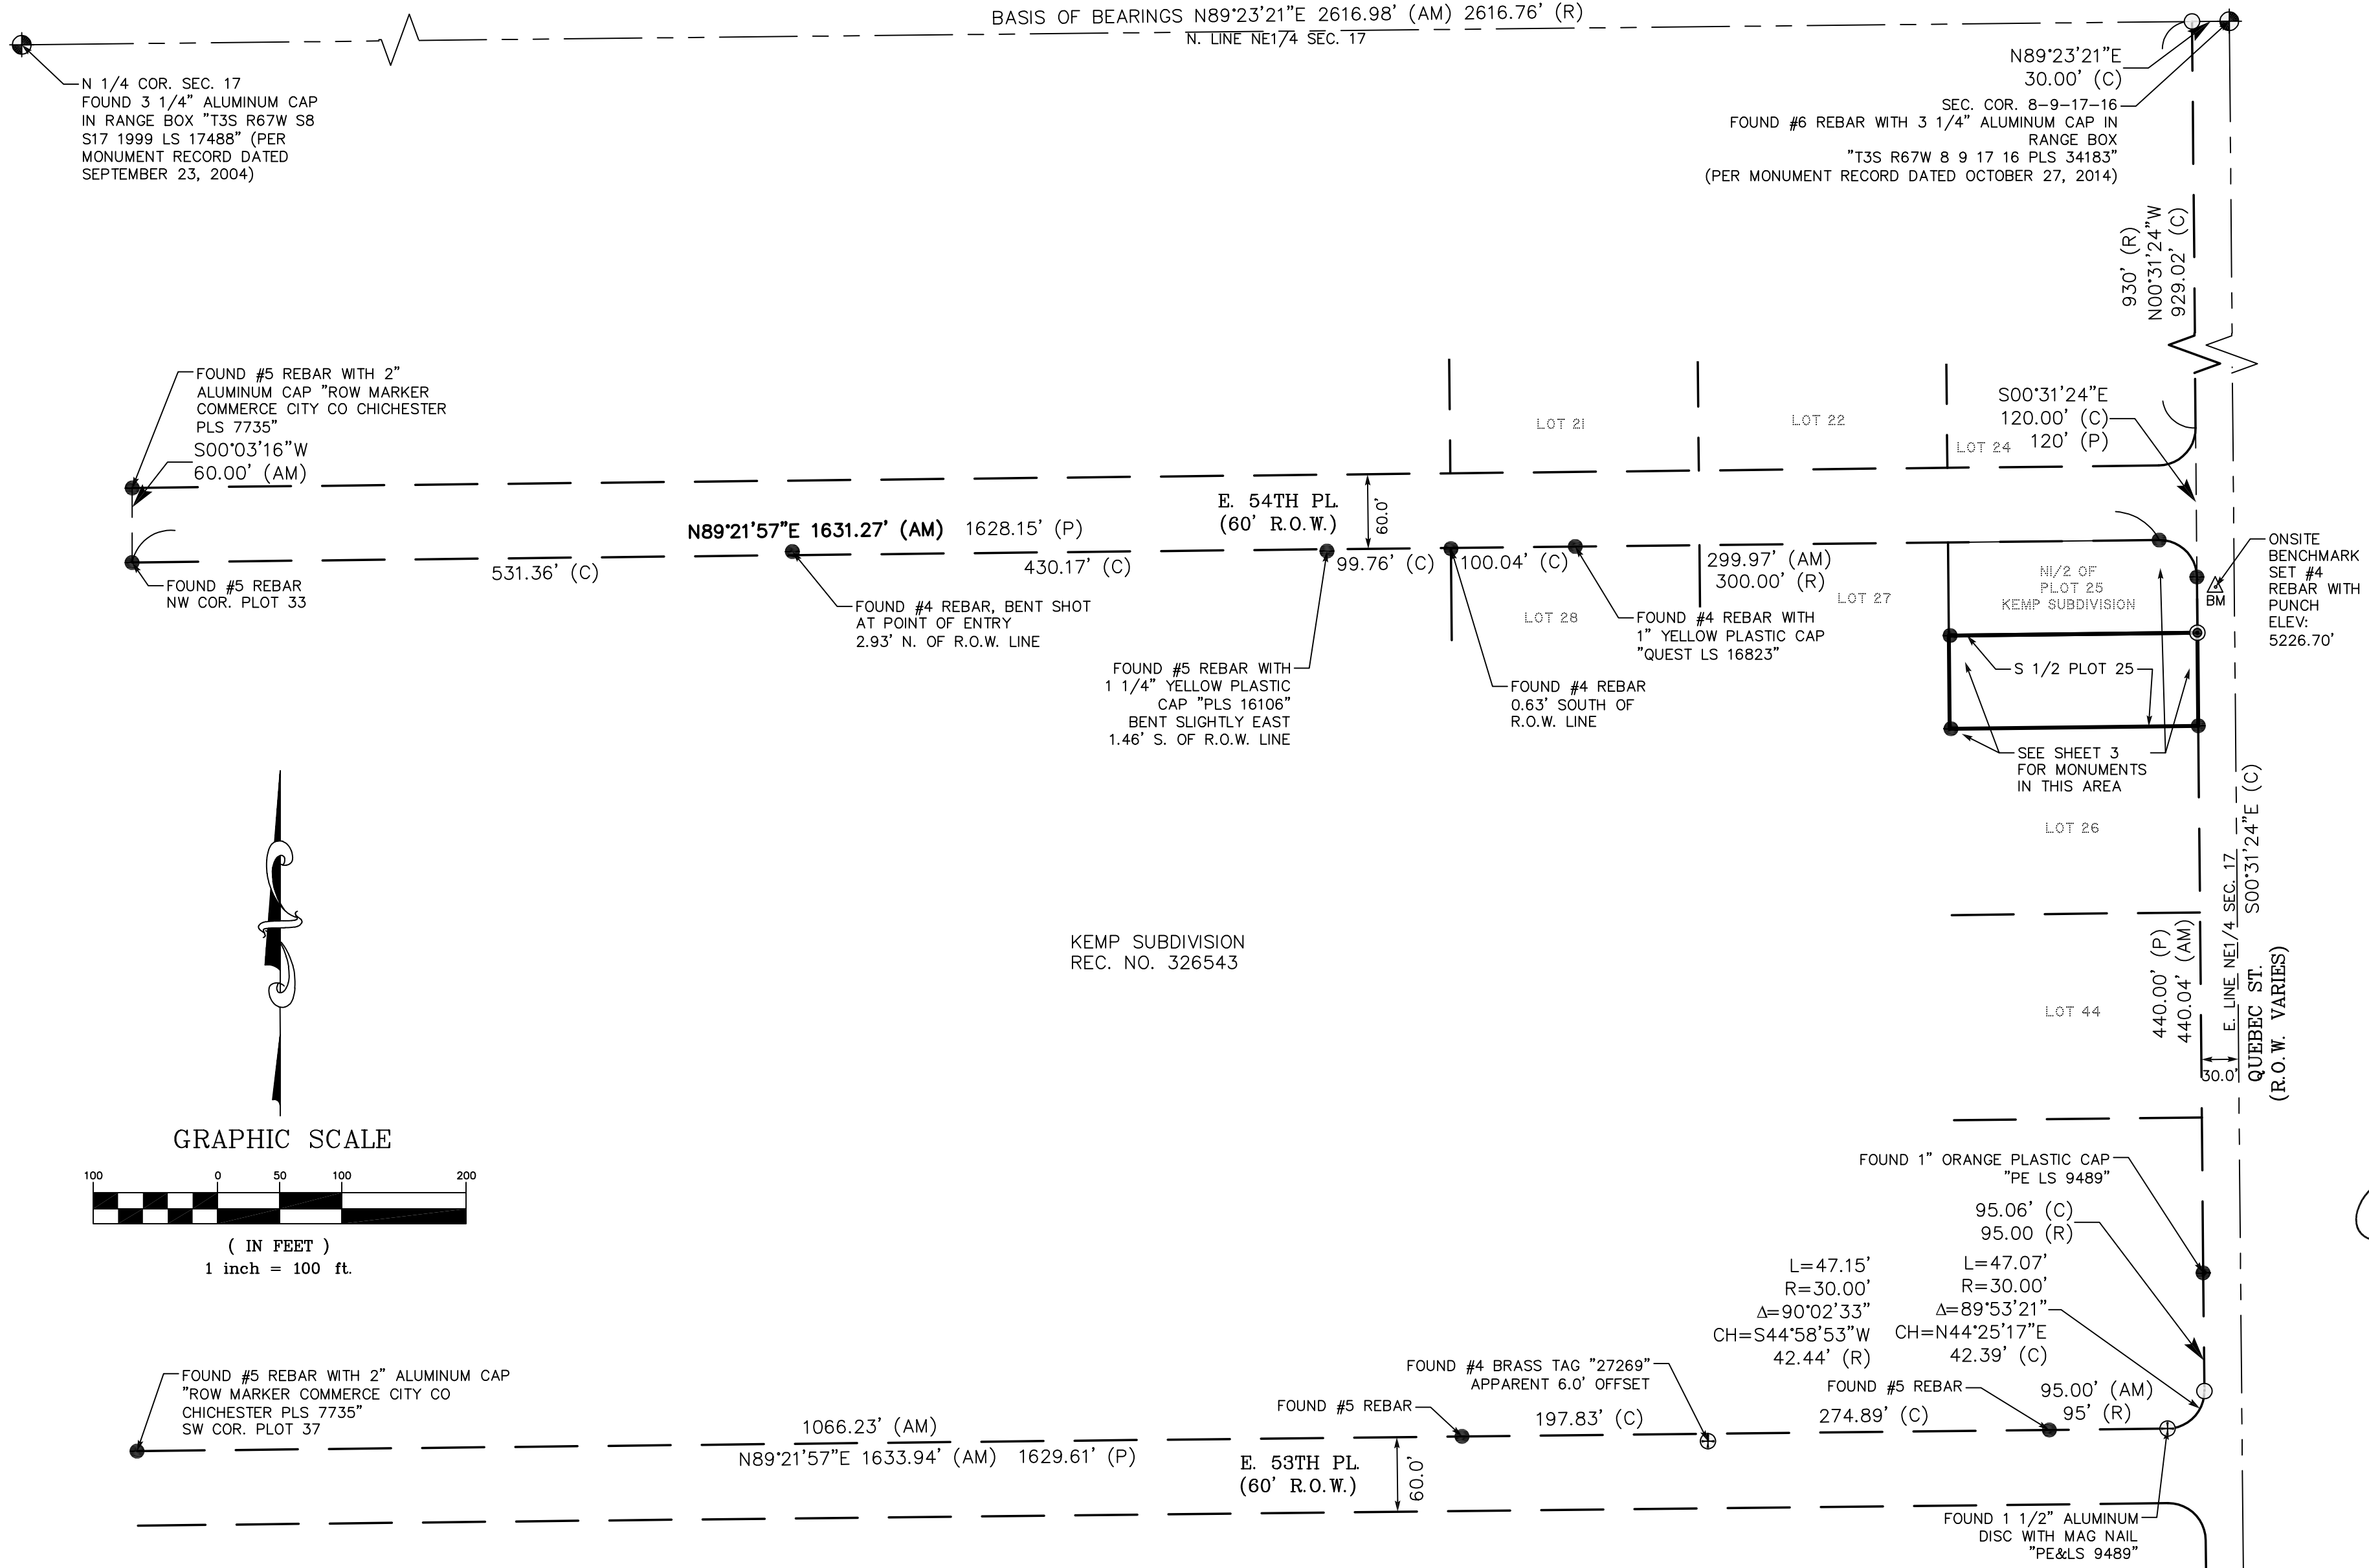 BASIS OF BEARINGS N89°23'21"E 2616.98' (AM) 2616.76' (R)
N. LINE NE1/4 SEC. 17
N 1/4 COR. SEC. 17
FOUND 3 1/4" ALUMINUM CAP
IN RANGE BOX "T3S R67W S8
S17 1999 LS 17488" (PER
MONUMENT RECORD DATED
SEPTEMBER 23, 2004)
N89°23'21"E
30.00' (C)
SEC. COR. 8-9-17-16
FOUND #6 REBAR WITH 3 1/4" ALUMINUM CAP IN
RANGE BOX
"T3S R67W 8 9 17 16 PLS 34183"
(PER MONUMENT RECORD DATED OCTOBER 27, 2014)
930' (R)
N00°31'24"W
929.02' (C)
FOUND #5 REBAR WITH 2"
ALUMINUM CAP "ROW MARKER
COMMERCE CITY CO CHICHESTER
PLS 7735"
S00°03'16"W
60.00' (AM)
LOT 21
LOT 22
LOT 24
S00°31'24"E
120.00' (C)
120' (P)
E. 54TH PL.
(60' R.O.W.)
60.0'
N89°21'57"E 1631.27' (AM) 1628.15' (P)
531.36' (C)
430.17' (C)
99.76' (C)
100.04' (C)
299.97' (AM)
300.00' (R)
FOUND #5 REBAR
NW COR. PLOT 33
FOUND #4 REBAR, BENT SHOT
AT POINT OF ENTRY
2.93' N. OF R.O.W. LINE
LOT 28
LOT 27
N1/2 OF
PLOT 25
KEMP SUBDIVISION
BM
ONSITE
BENCHMARK
SET #4
REBAR WITH
PUNCH
ELEV:
5226.70'
FOUND #4 REBAR WITH
1" YELLOW PLASTIC CAP
"QUEST LS 16823"
FOUND #5 REBAR WITH
1 1/4" YELLOW PLASTIC
CAP "PLS 16106"
BENT SLIGHTLY EAST
1.46' S. OF R.O.W. LINE
FOUND #4 REBAR
0.63' SOUTH OF
R.O.W. LINE
S 1/2 PLOT 25
SEE SHEET 3
FOR MONUMENTS
IN THIS AREA
LOT 26
LOT 44
S00°31'24"E (C)
E. LINE NE1/4 SEC. 17
440.00' (P)
440.04' (AM)
30.0'
QUEBEC ST.
(R.O.W. VARIES)
KEMP SUBDIVISION
REC. NO. 326543
GRAPHIC SCALE
100 0 50 100 200
( IN FEET )
1 inch = 100 ft.
FOUND 1" ORANGE PLASTIC CAP
"PE LS 9489"
95.06' (C)
95.00 (R)
L=47.15'
R=30.00'
Δ=90°02'33"
CH=S44°58'53"W
42.44' (R)
L=47.07'
R=30.00'
Δ=89°53'21"
CH=N44°25'17"E
42.39' (C)
FOUND #5 REBAR WITH 2" ALUMINUM CAP
"ROW MARKER COMMERCE CITY CO
CHICHESTER PLS 7735"
SW COR. PLOT 37
FOUND #4 BRASS TAG "27269"
APPARENT 6.0' OFFSET
FOUND #5 REBAR
FOUND #5 REBAR
1066.23' (AM)
197.83' (C)
274.89' (C)
95.00' (AM)
95' (R)
N89°21'57"E 1633.94' (AM) 1629.61' (P)
E. 53TH PL.
(60' R.O.W.)
60.0'
FOUND 1 1/2" ALUMINUM
DISC WITH MAG NAIL
"PE&LS 9489"